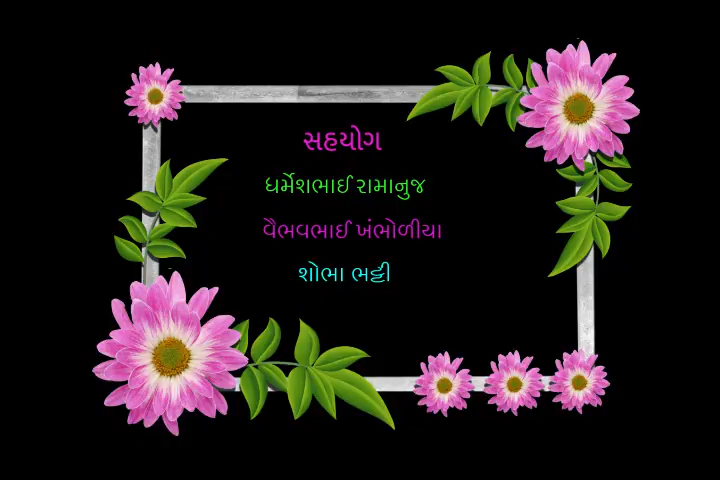 સહયોગ
ધર્મેશભાઈ રામાનુજ
વૈભવભાઈ ખંભોળીયા
શોભા ભટ્ટી